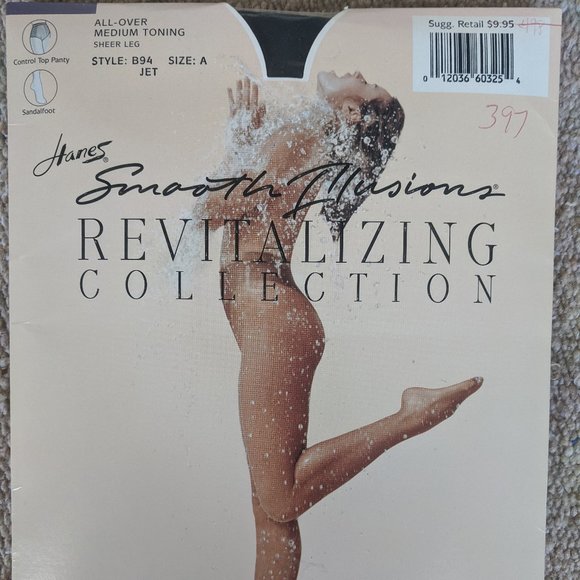 ALL-OVER
MEDIUM TONING
SHEER LEG
STYLE: B94 SIZE: A
JET
Control Top Panty
Sandalfoot
Sugg. Retail $9.95
0 12036 60325 4
397
Hanes®
Smooth Illusions®
REVITALIZING
COLLECTION